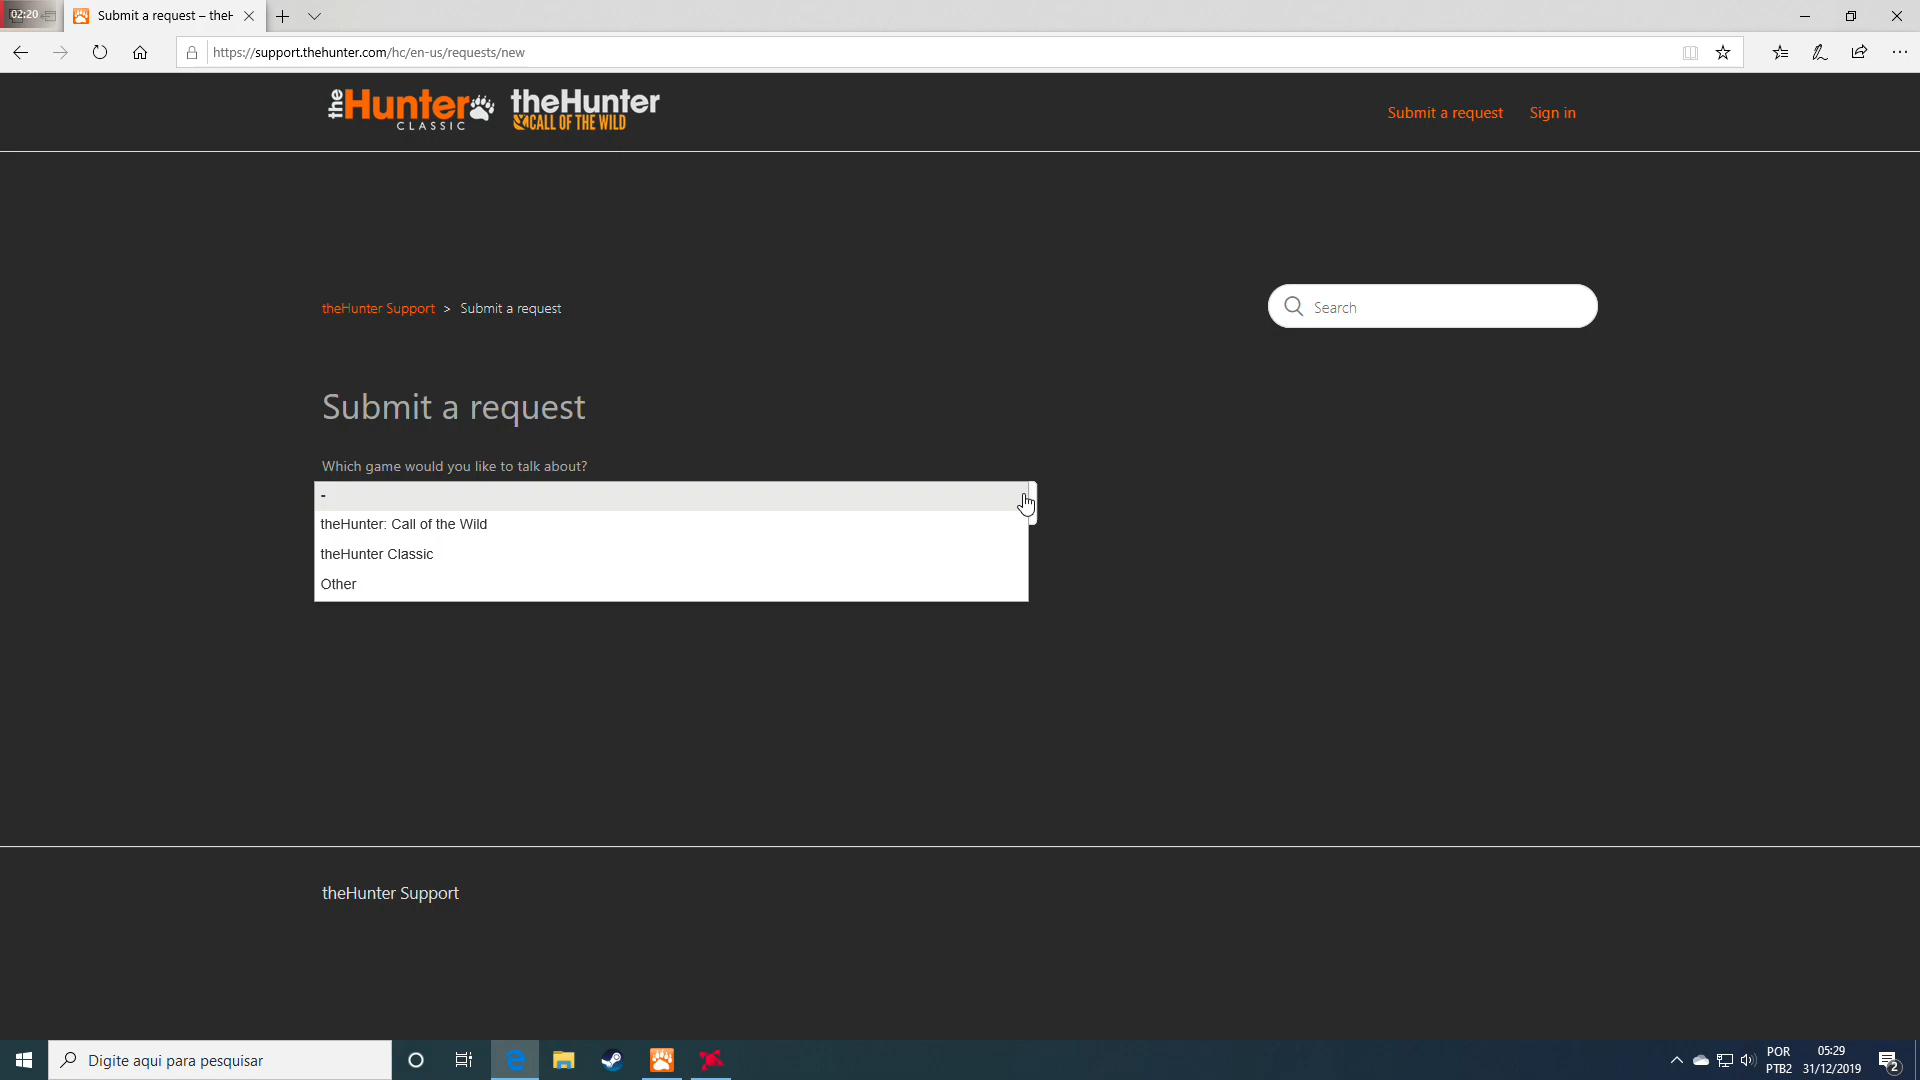 02:20
Submit a request – theH
https://support.thehunter.com/hc/en-us/requests/new
theHunter CLASSIC
theHunter CALL OF THE WILD
Submit a request
Sign in
theHunter Support > Submit a request
Search
Submit a request
Which game would you like to talk about?
-
theHunter: Call of the Wild
theHunter Classic
Other
theHunter Support
Digite aqui para pesquisar
POR
PTB2
05:29
31/12/2019
2